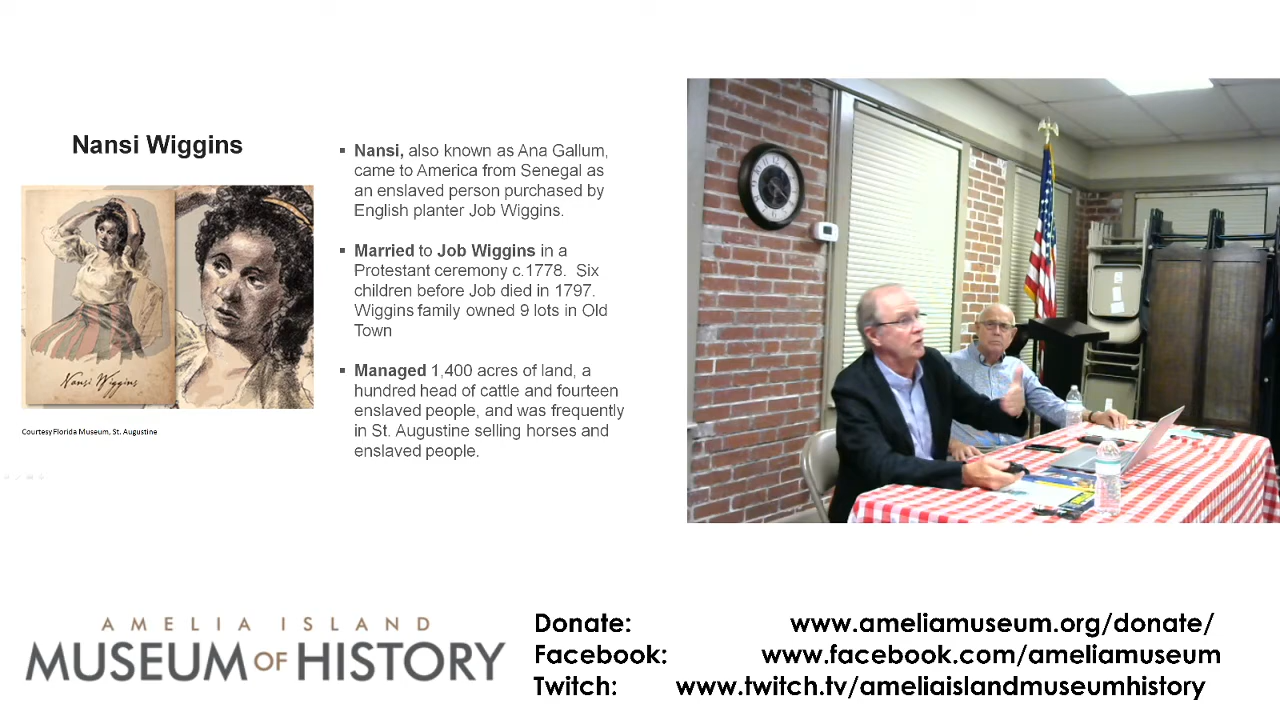 Nansi Wiggins
Nansi Wiggins
Courtesy Florida Museum, St. Augustine
▪ Nansi, also known as Ana Gallum,
came to America from Senegal as
an enslaved person purchased by
English planter Job Wiggins.
▪ Married to Job Wiggins in a
Protestant ceremony c.1778. Six
children before Job died in 1797.
Wiggins family owned 9 lots in Old
Town
▪ Managed 1,400 acres of land, a
hundred head of cattle and fourteen
enslaved people, and was frequently
in St. Augustine selling horses and
enslaved people.
AMELIA ISLAND
MUSEUM OF HISTORY
Donate: www.ameliamuseum.org/donate/
Facebook: www.facebook.com/ameliamuseum
Twitch: www.twitch.tv/ameliaislandmuseumhistory